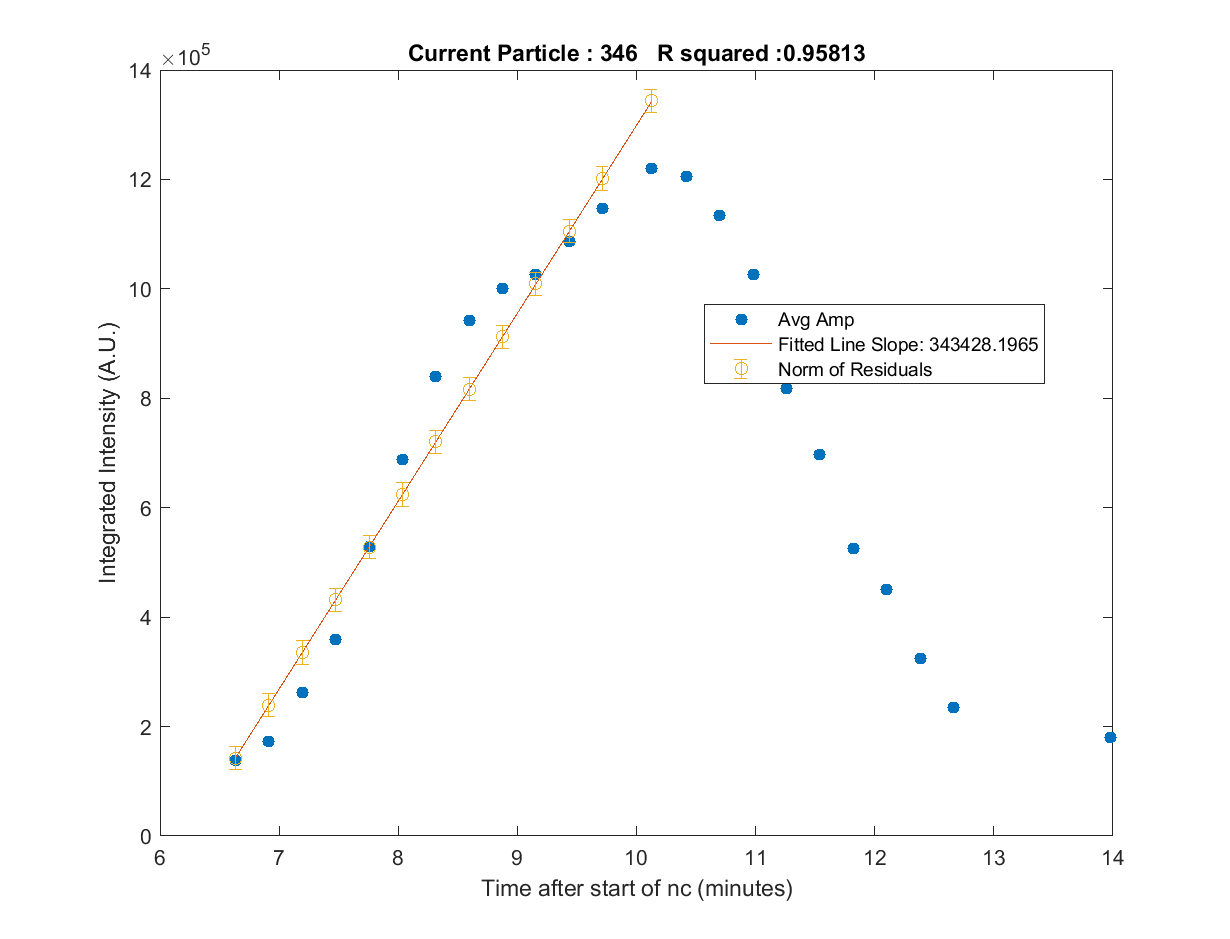 Current Particle : 346   R squared :0.95813
×10^5
14
12
10
8
6
4
2
0
Integrated Intensity (A.U.)
Avg Amp
Fitted Line Slope: 343428.1965
Norm of Residuals
6 7 8 9 10 11 12 13 14
Time after start of nc (minutes)